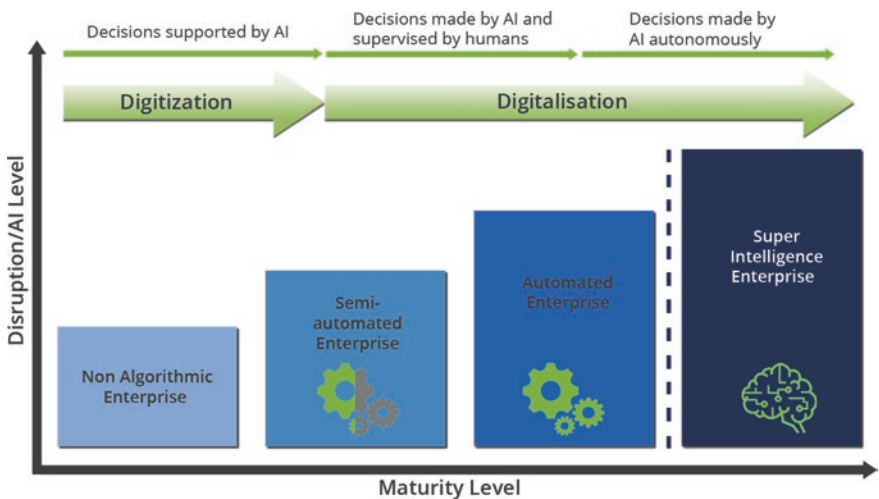 Decisions supported by AI
Decisions made by AI and
supervised by humans
Decisions made by
AI autonomously
Digitization
Digitalisation
Disruption/AI Level
Non Algorithmic
Enterprise
Semi-
automated
Enterprise
Automated
Enterprise
Super
Intelligence
Enterprise
Maturity Level